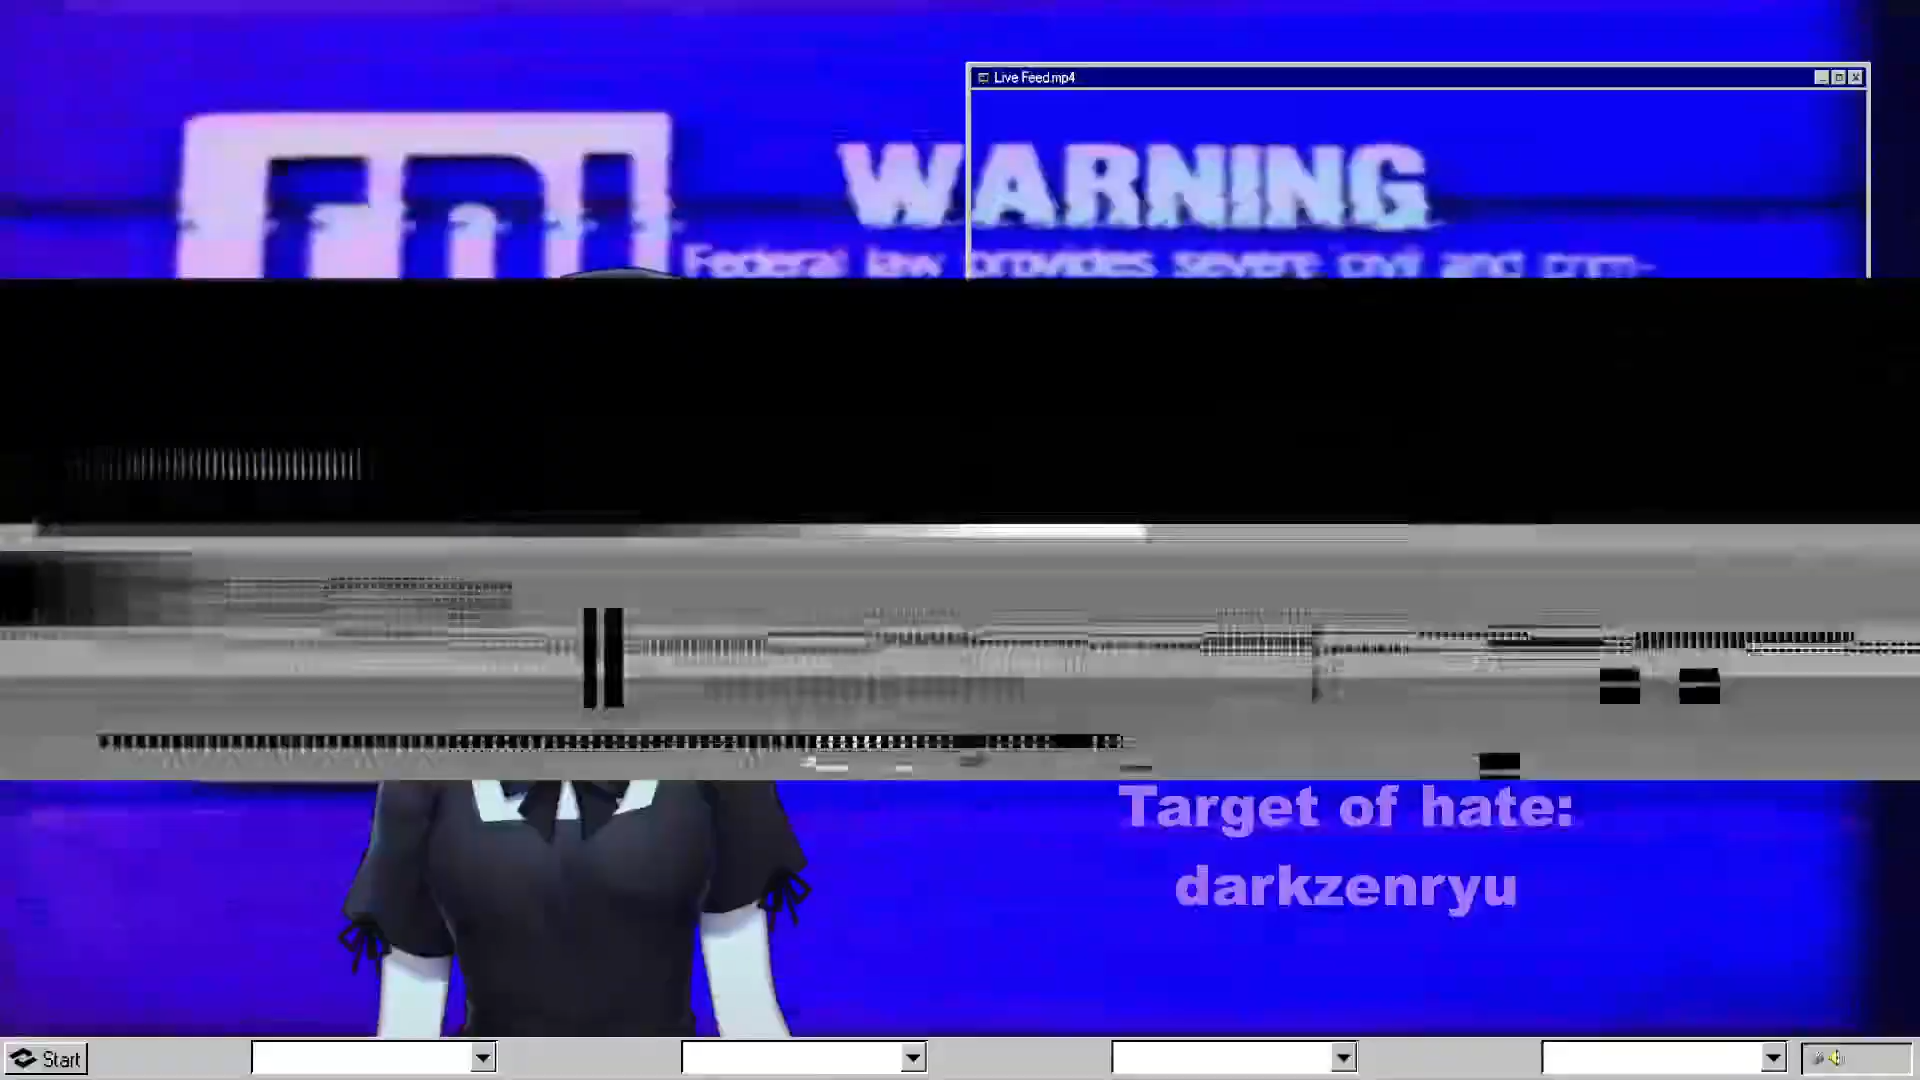 Live Feed.mp4
WARNING
Federal law provides severe civil and crim-
Target of hate:
darkzenryu
Start